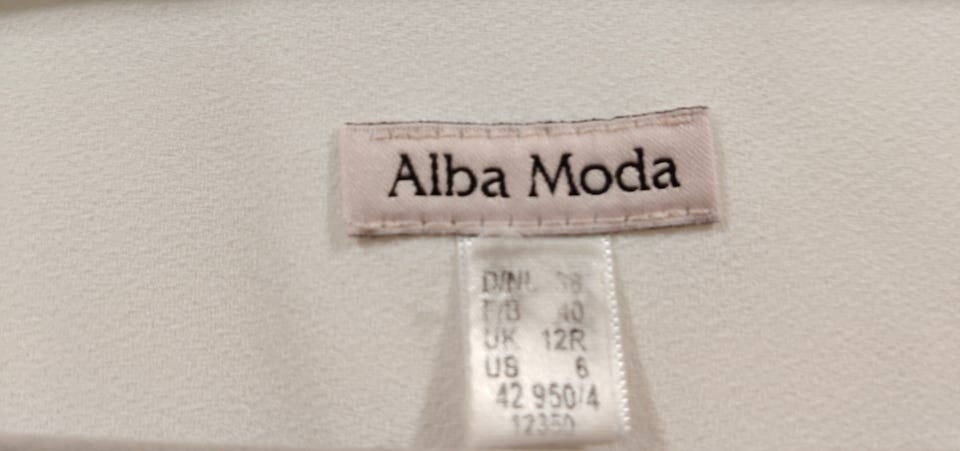 Alba Moda
D/NL 38
F/B 40
UK 12R
US 6
42 950/4
12350